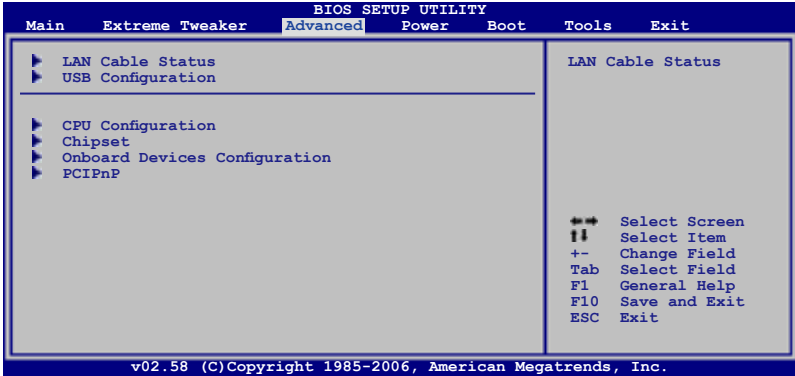 BIOS SETUP UTILITY
Main Extreme Tweaker Advanced Power Boot Tools Exit
LAN Cable Status
USB Configuration
CPU Configuration
Chipset
Onboard Devices Configuration
PCIPnP
LAN Cable Status
Select Screen
Select Item
+- Change Field
Tab Select Field
F1 General Help
F10 Save and Exit
ESC Exit
v02.58 (C)Copyright 1985-2006, American Megatrends, Inc.